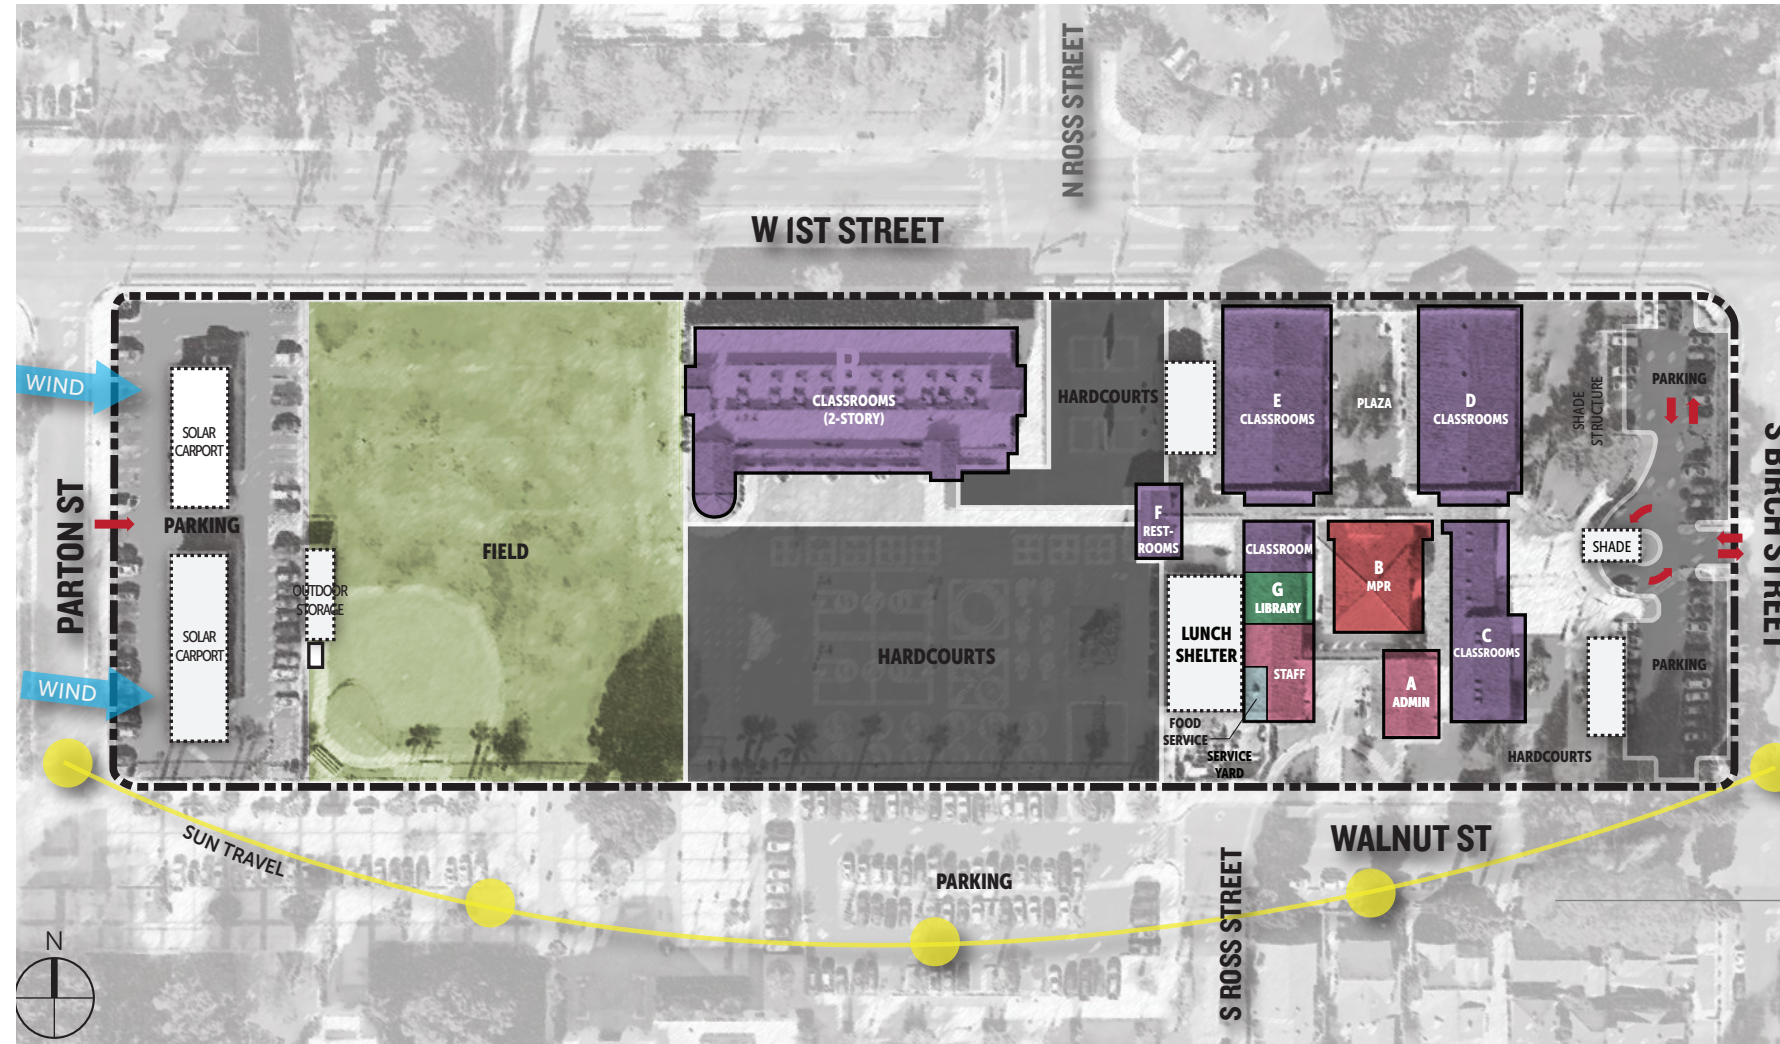 N ROSS STREET
W 1ST STREET
WIND
SOLAR
CARPORT
PARTON ST
PARKING
SOLAR
CARPORT
WIND
OUTDOOR
STORAGE
FIELD
B
CLASSROOMS
(2-STORY)
HARDCOURTS
HARDCOURTS
F
REST-
ROOMS
E
CLASSROOMS
PLAZA
D
CLASSROOMS
SHADE
STRUCTURE
PARKING
S BIRCH STREET
CLASSROOM
G
LIBRARY
STAFF
B
MPR
A
ADMIN
C
CLASSROOMS
SHADE
PARKING
LUNCH
SHELTER
FOOD
SERVICE
SERVICE
YARD
HARDCOURTS
SUN TRAVEL
PARKING
WALNUT ST
S ROSS STREET
N